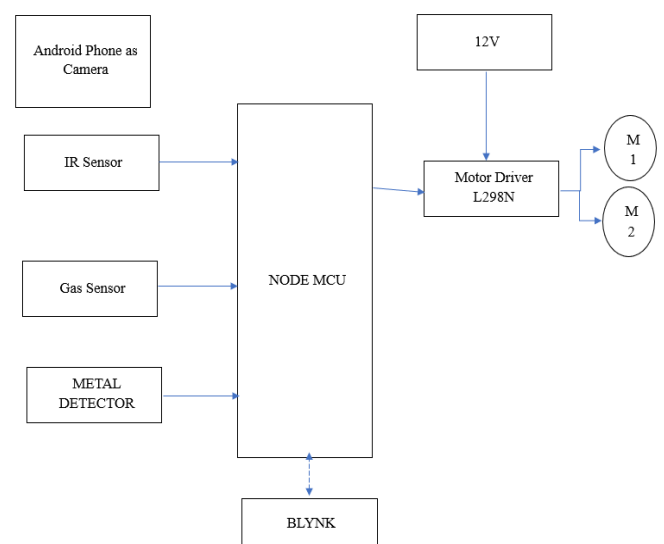 Android Phone as
Camera
12V
IR Sensor
Motor Driver
L298N
M
1
M
2
Gas Sensor
NODE MCU
METAL
DETECTOR
BLYNK